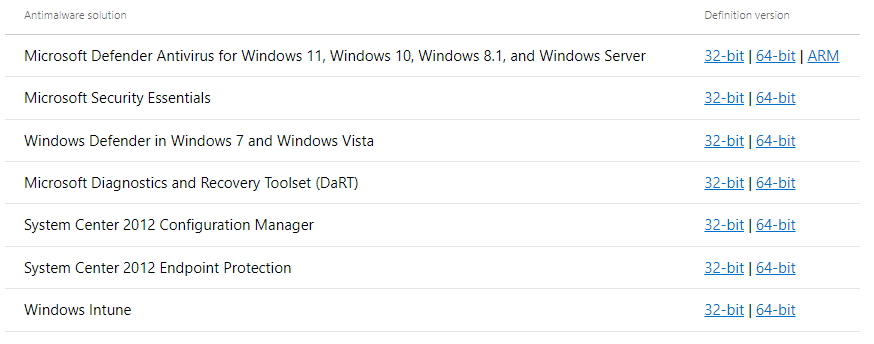 Antimalware solution Definition version
Microsoft Defender Antivirus for Windows 11, Windows 10, Windows 8.1, and Windows Server 32-bit | 64-bit | ARM
Microsoft Security Essentials 32-bit | 64-bit
Windows Defender in Windows 7 and Windows Vista 32-bit | 64-bit
Microsoft Diagnostics and Recovery Toolset (DaRT) 32-bit | 64-bit
System Center 2012 Configuration Manager 32-bit | 64-bit
System Center 2012 Endpoint Protection 32-bit | 64-bit
Windows Intune 32-bit | 64-bit